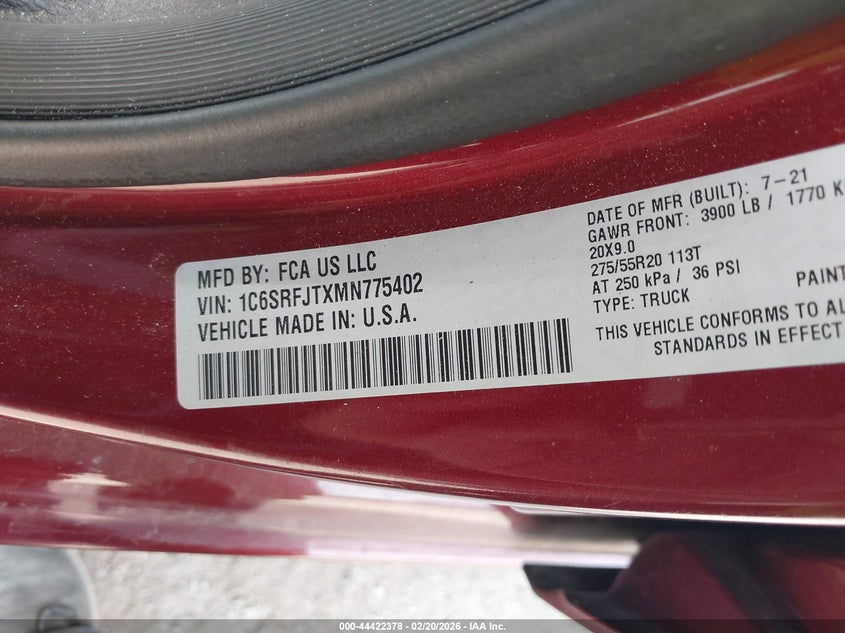 MFD BY: FCA US LLC
VIN: 1C6SRFJTXMN775402
VEHICLE MADE IN: U.S.A.
DATE OF MFR (BUILT): 7-21
GAWR FRONT: 3900 LB / 1770 K
20X9.0
275/55R20 113T
AT 250 kPa / 36 PSI
TYPE: TRUCK
PAINT
THIS VEHICLE CONFORMS TO AL
STANDARDS IN EFFECT
000-44422378 - 02/20/2026 - IAA Inc.